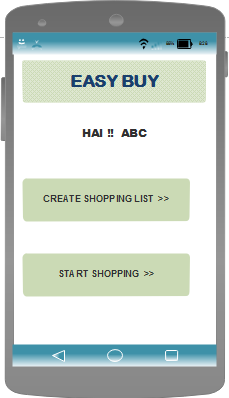 EASY BUY
HAI !! ABC
CREATE SHOPPING LIST >>
START SHOPPING >>